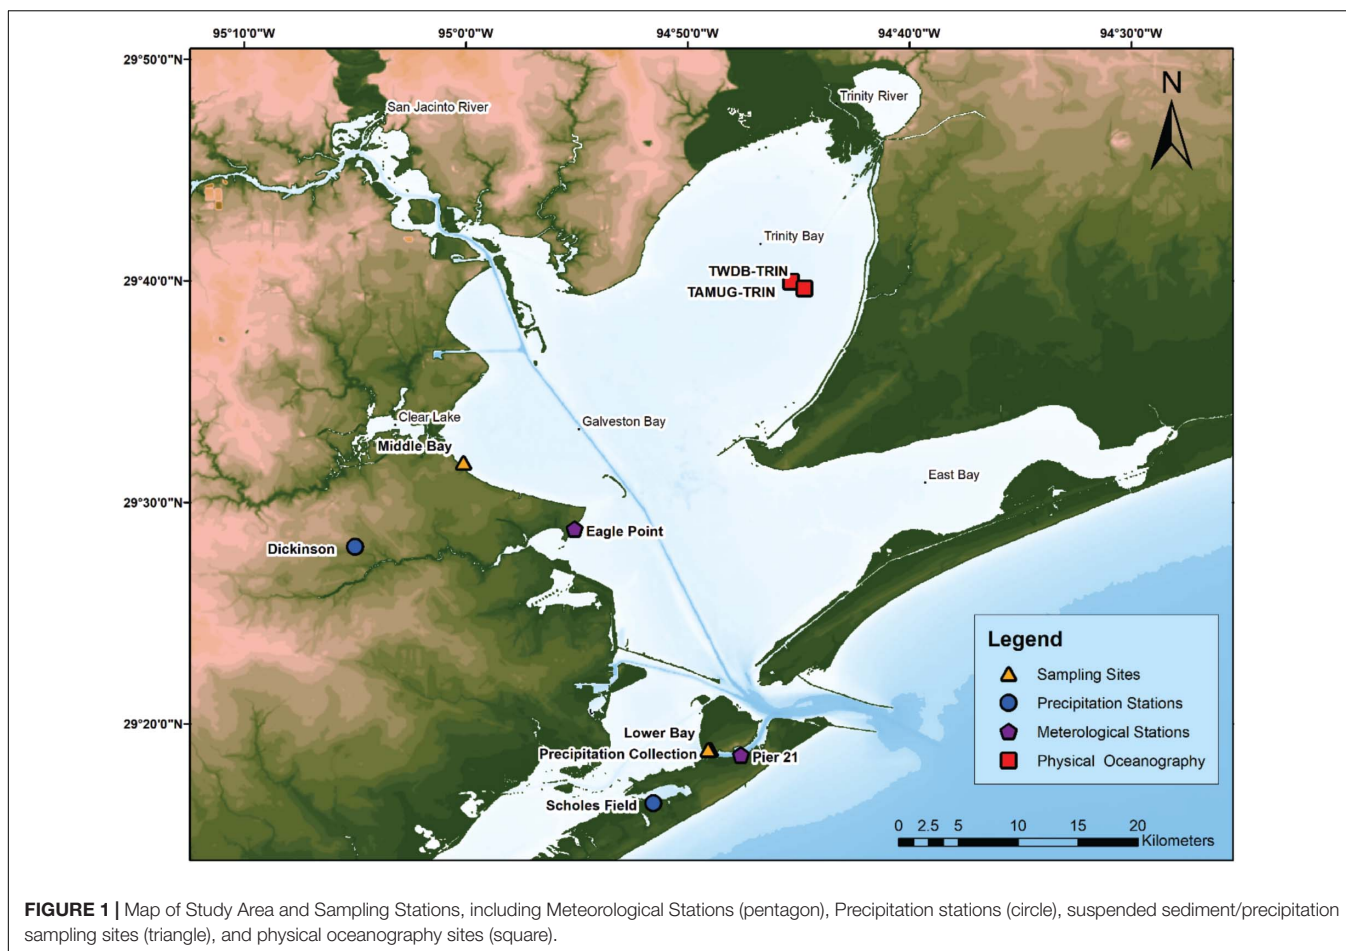 95°10'0"W 95°0'0"W 94°50'0"W 94°40'0"W 94°30'0"W
29°50'0"N
N
Trinity River
San Jacinto River
Trinity Bay
TWDB-TRIN
29°40'0"N
TAMUG-TRIN
Clear Lake
Galveston Bay
Middle Bay
East Bay
29°30'0"N
Eagle Point
Dickinson
Legend
Sampling Sites
Precipitation Stations
Meterological Stations
Physical Oceanography
29°20'0"N
Lower Bay
Precipitation Collection
Pier 21
Scholes Field
0 2.5 5 10 15 20
Kilometers
FIGURE 1 | Map of Study Area and Sampling Stations, including Meteorological Stations (pentagon), Precipitation stations (circle), suspended sediment/precipitation
sampling sites (triangle), and physical oceanography sites (square).